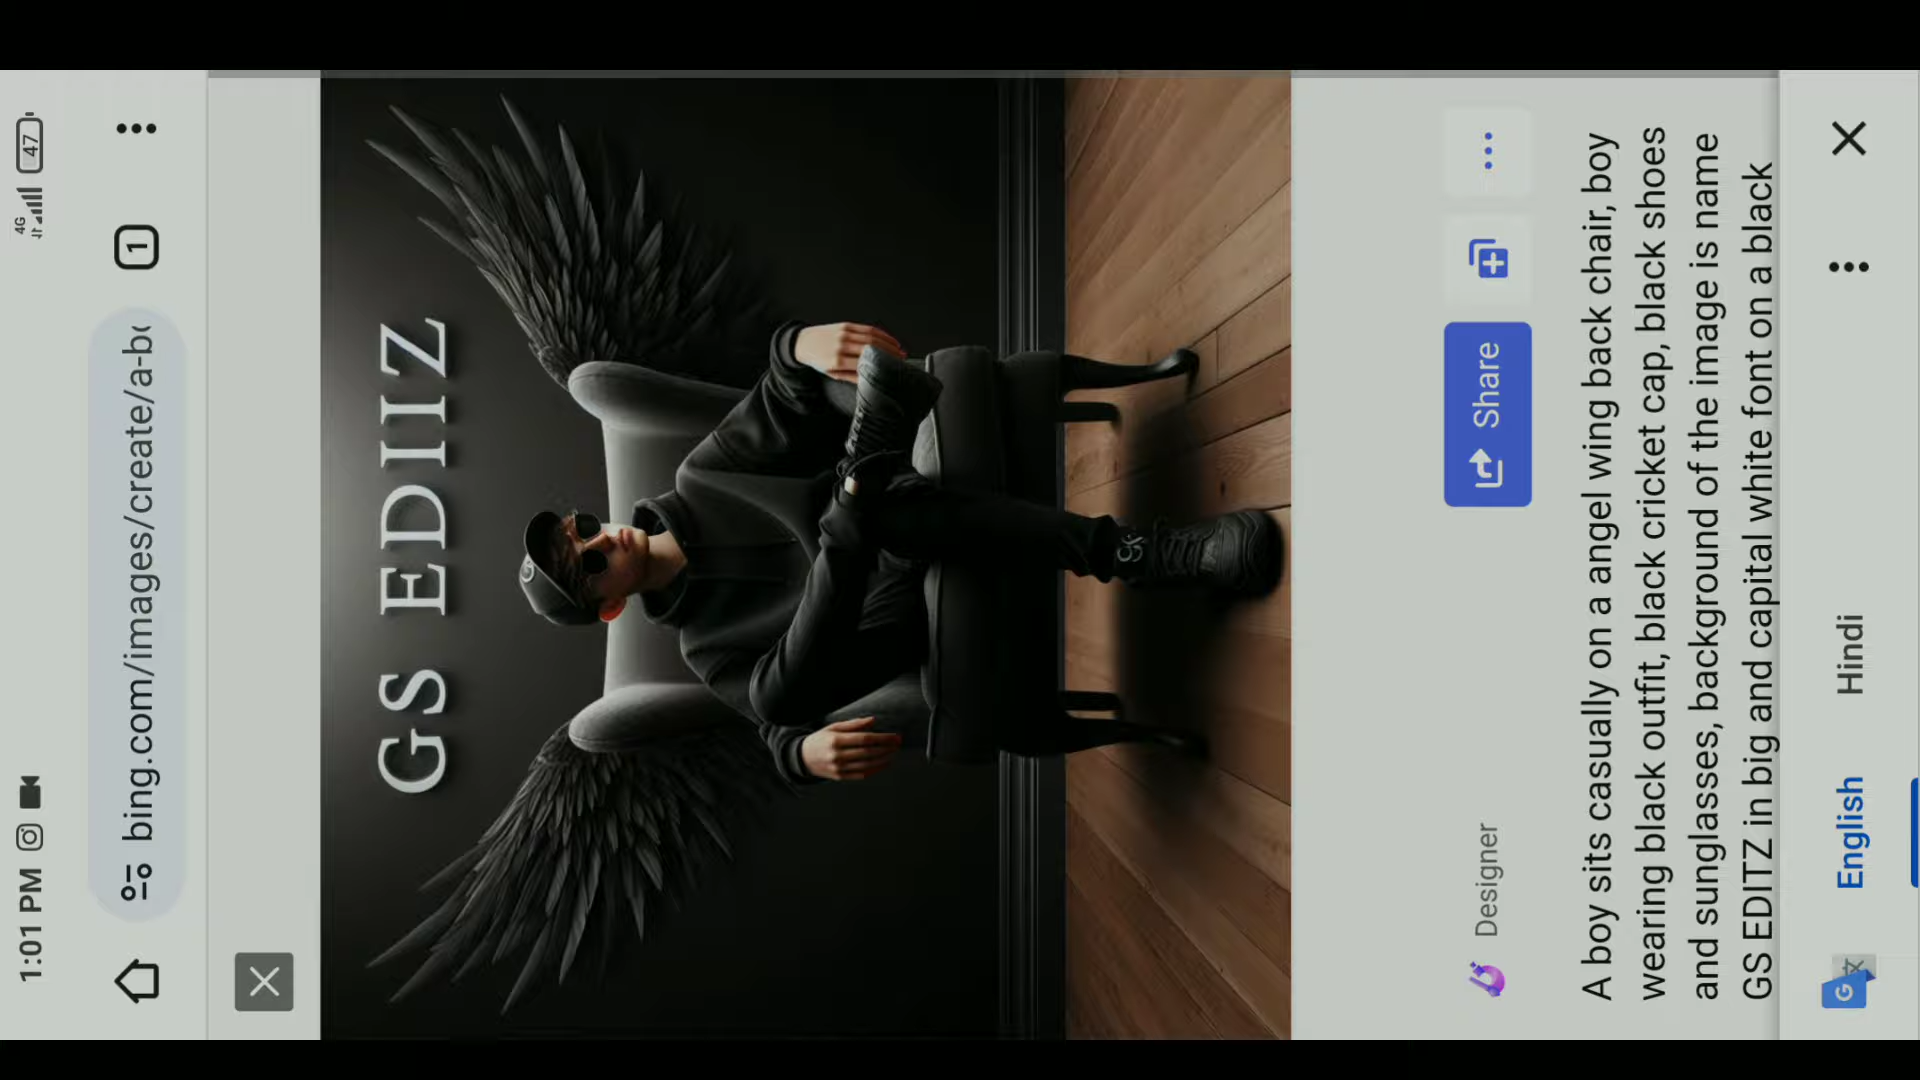 1:01 PM
4G
47
bing.com/images/create/a-bo
1
GS EDIIZ
Designer
Share
A boy sits casually on a angel wing back chair, boy
wearing black outfit, black cricket cap, black shoes
and sunglasses, background of the image is name
GS EDITZ in big and capital white font on a black
English
Hindi